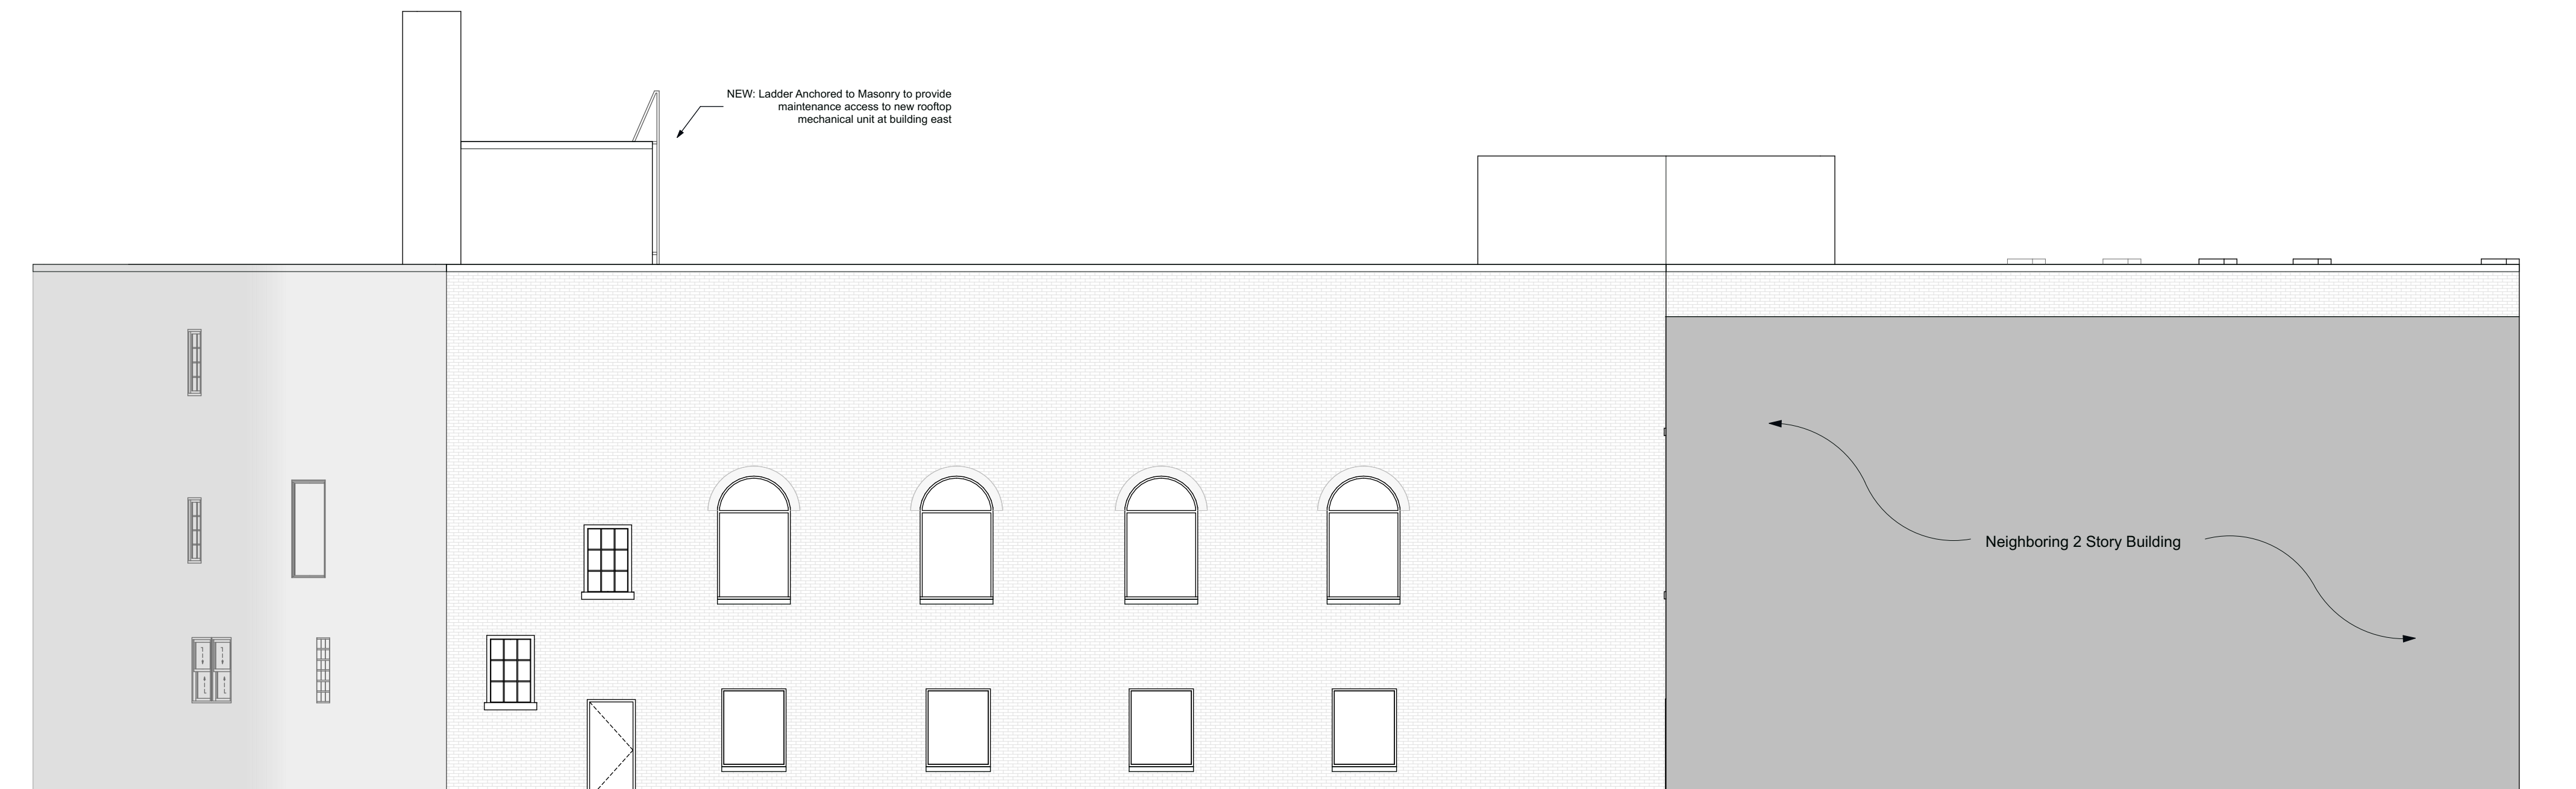 NEW: Ladder Anchored to Masonry to provide
maintenance access to new rooftop
mechanical unit at building east
Neighboring 2 Story Building